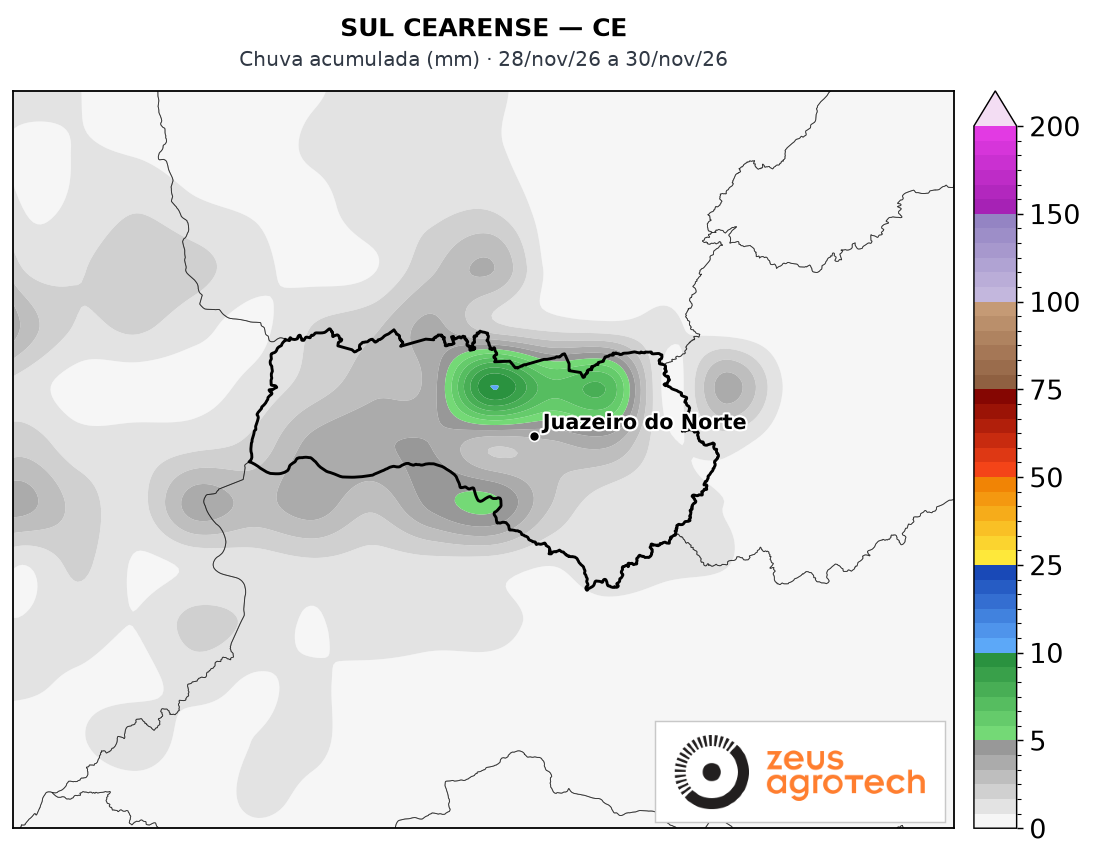 SUL CEARENSE — CE
Chuva acumulada (mm) · 28/nov/26 a 30/nov/26
200
150
100
75
50
25
10
5
0
Juazeiro do Norte
zeus
agrotech